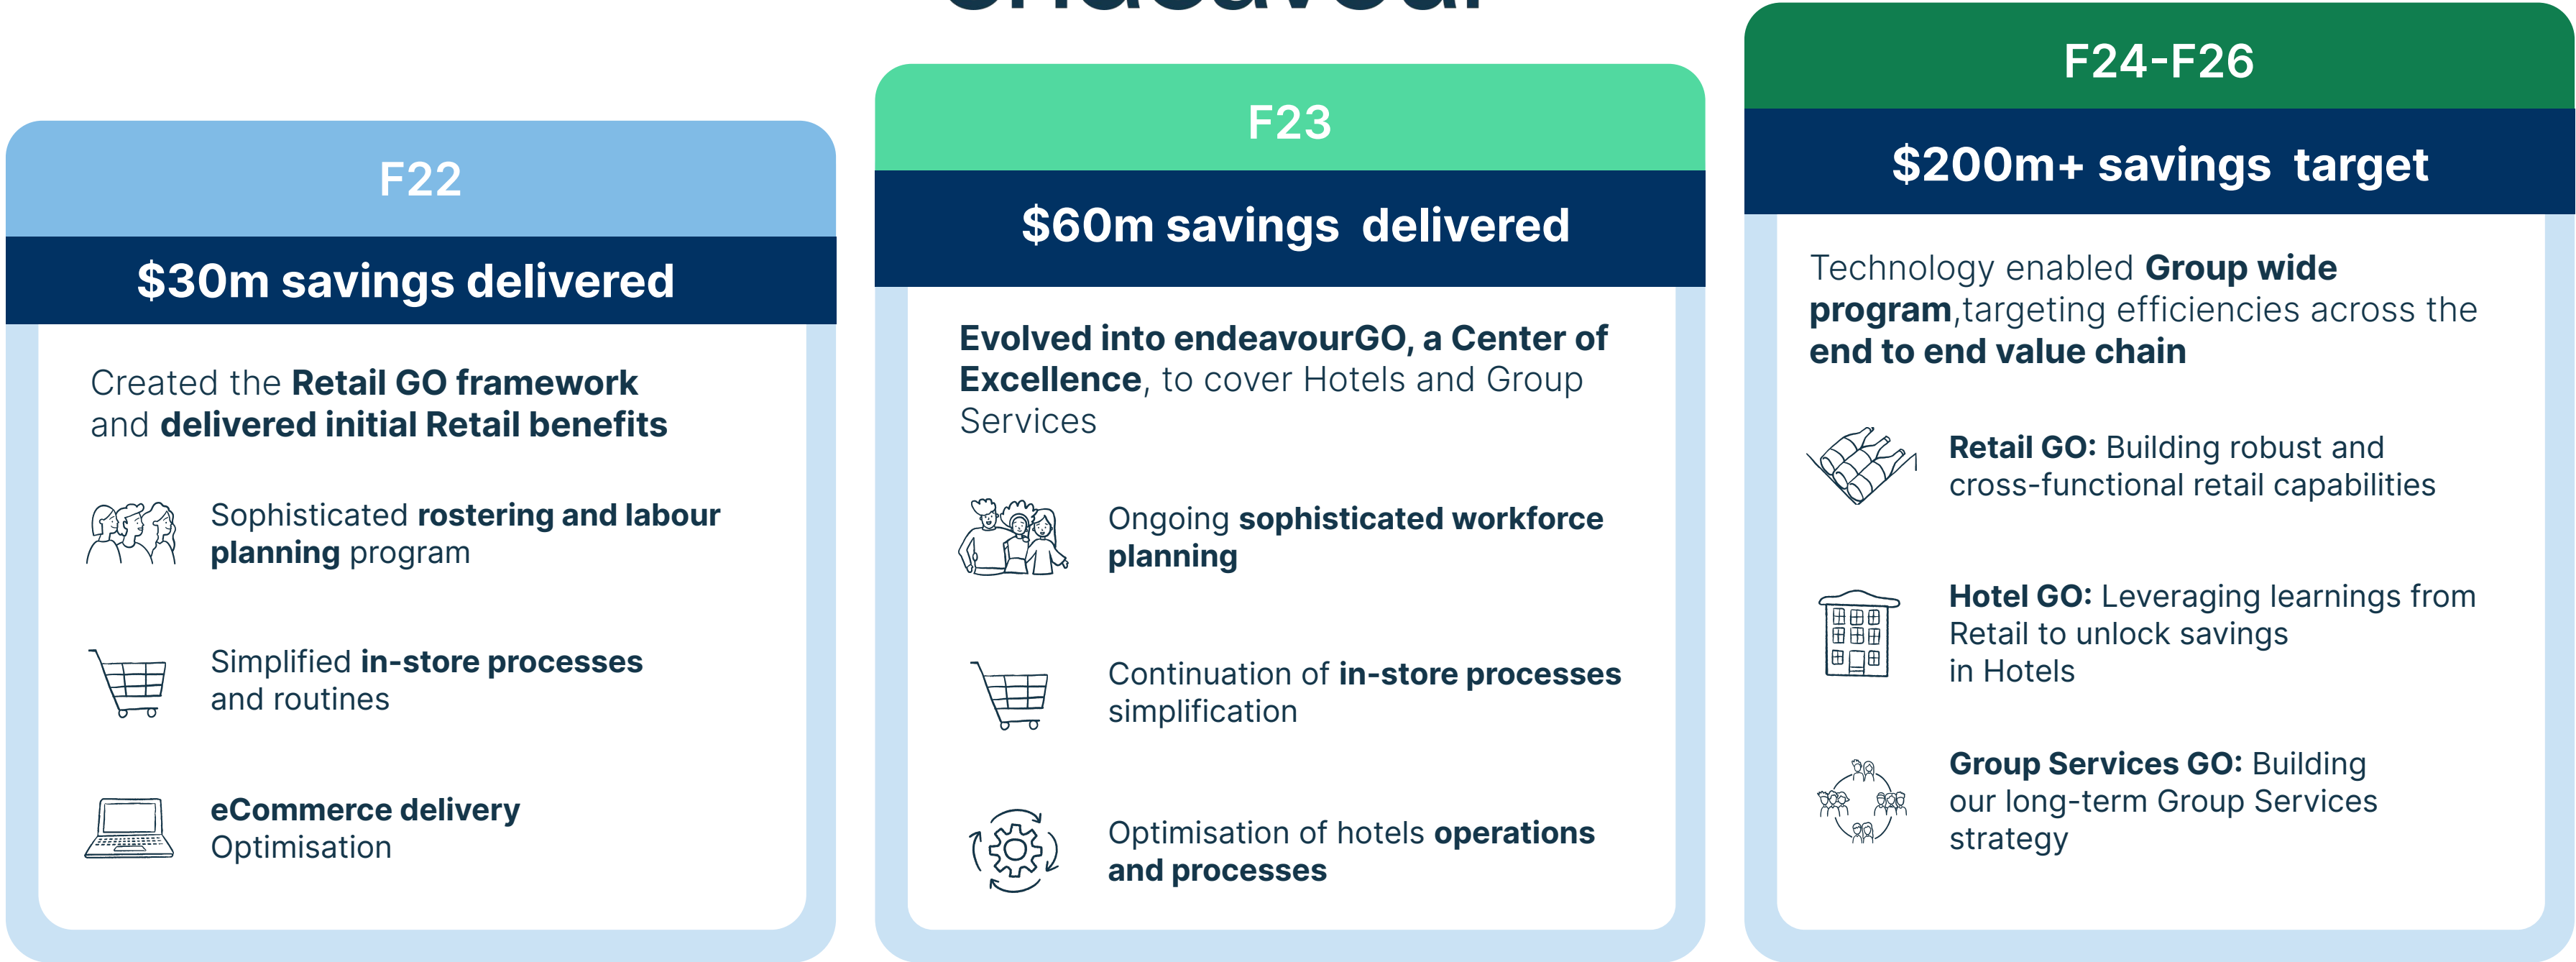 F22
$30m savings delivered
Created the Retail GO framework
and delivered initial Retail benefits
Sophisticated rostering and labour
planning program
Simplified in-store processes
and routines
eCommerce delivery
Optimisation
F23
$60m savings delivered
Evolved into endeavourGO, a Center of
Excellence, to cover Hotels and Group
Services
Ongoing sophisticated workforce
planning
Continuation of in-store processes
simplification
Optimisation of hotels operations
and processes
F24-F26
$200m+ savings target
Technology enabled Group wide
program,targeting efficiencies across the
end to end value chain
Retail GO: Building robust and
cross-functional retail capabilities
Hotel GO: Leveraging learnings from
Retail to unlock savings
in Hotels
Group Services GO: Building
our long-term Group Services
strategy